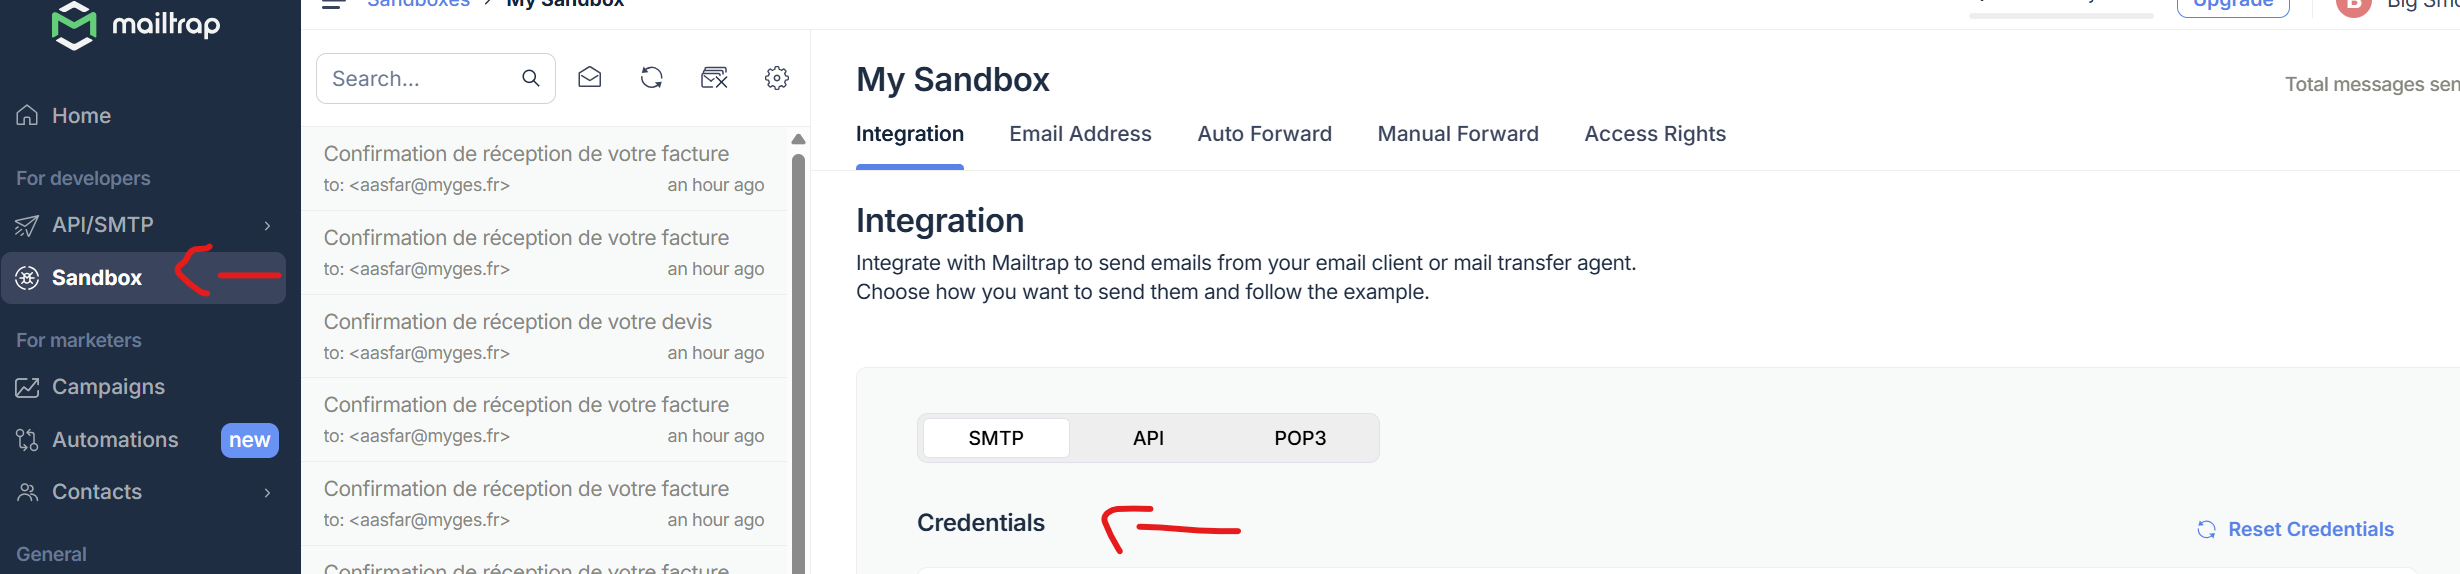 mailtrap
Home
For developers
API/SMTP
Sandbox
For marketers
Campaigns
Automations new
Contacts
General
Sandboxes > My Sandbox
Upgrade
B
Search...
Confirmation de réception de votre facture
to: <aasfar@myges.fr> an hour ago
Confirmation de réception de votre facture
to: <aasfar@myges.fr> an hour ago
Confirmation de réception de votre devis
to: <aasfar@myges.fr> an hour ago
Confirmation de réception de votre facture
to: <aasfar@myges.fr> an hour ago
Confirmation de réception de votre facture
to: <aasfar@myges.fr> an hour ago
Confirmation de réception de votre facture
My Sandbox
Total messages sen
Integration Email Address Auto Forward Manual Forward Access Rights
Integration
Integrate with Mailtrap to send emails from your email client or mail transfer agent.
Choose how you want to send them and follow the example.
SMTP API POP3
Credentials
Reset Credentials